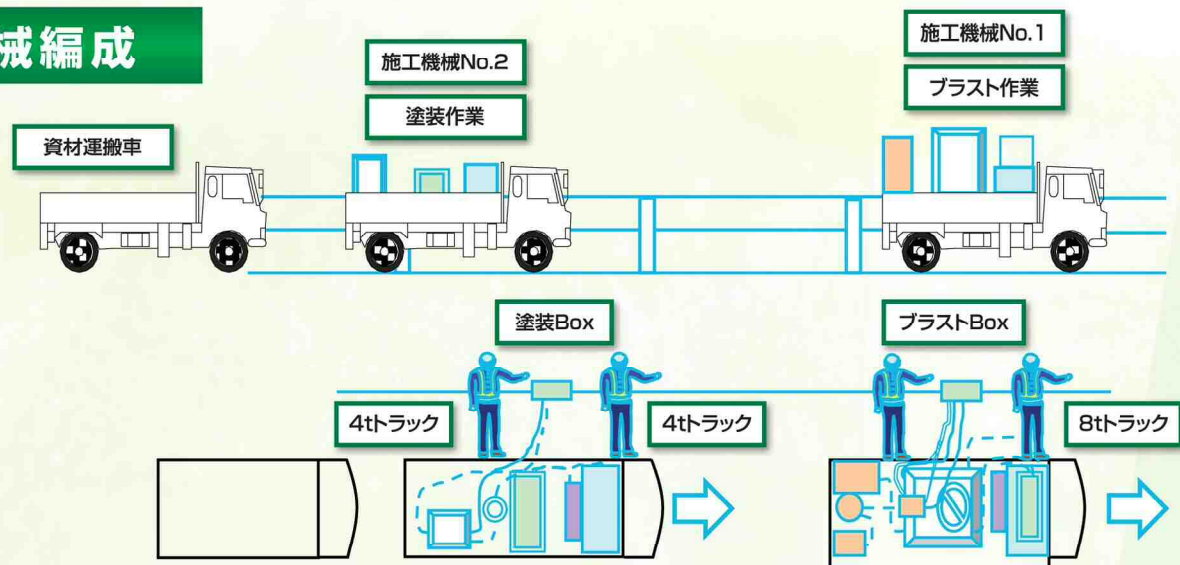 械編成
施工機械No.1
ブラスト作業
施工機械No.2
塗装作業
資材運搬車
塗装Box
ブラストBox
4tトラック
4tトラック
8tトラック